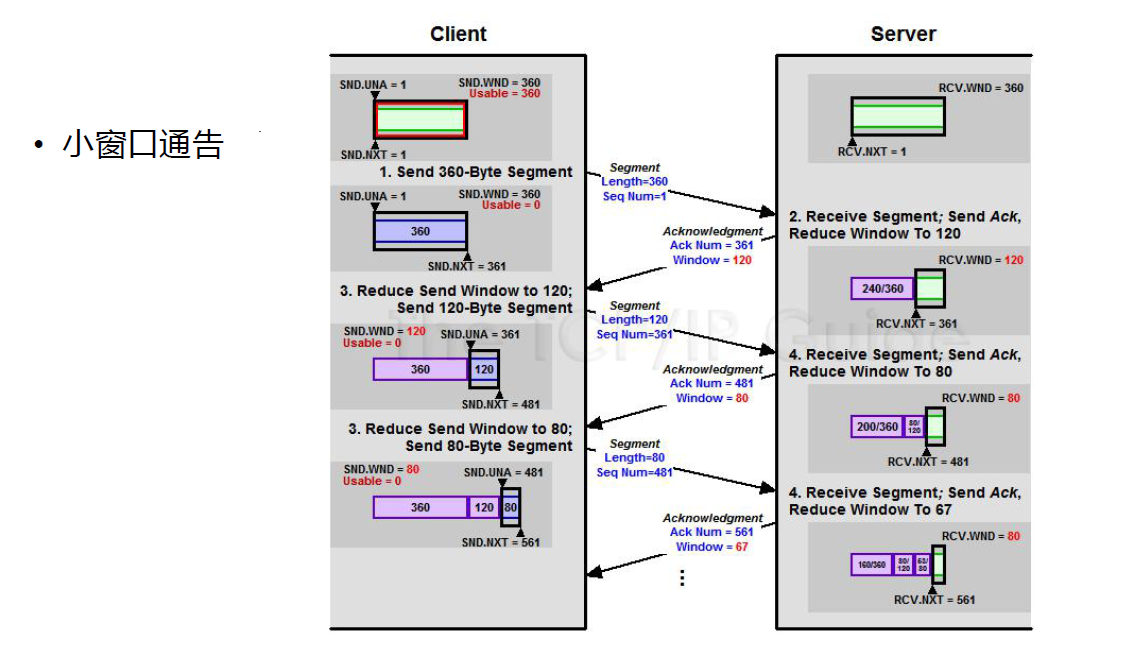 Client
Server
• 小窗口通告
SND.UNA = 1
SND.WND = 360
Usable = 360
SND.NXT = 1
1. Send 360-Byte Segment
SND.UNA = 1
SND.WND = 360
Usable = 0
360
SND.NXT = 361
3. Reduce Send Window to 120;
Send 120-Byte Segment
SND.WND = 120
Usable = 0
SND.UNA = 361
360
120
SND.NXT = 481
3. Reduce Send Window to 80;
Send 80-Byte Segment
SND.WND = 80
Usable = 0
SND.UNA = 481
360
120
80
SND.NXT = 561
Segment
Length=360
Seq Num=1
Acknowledgment
Ack Num = 361
Window = 120
Segment
Length=120
Seq Num=361
Acknowledgment
Ack Num = 481
Window = 80
Segment
Length=80
Seq Num=481
Acknowledgment
Ack Num = 561
Window = 67
⋮
RCV.WND = 360
RCV.NXT = 1
2. Receive Segment; Send Ack,
Reduce Window To 120
RCV.WND = 120
240/360
RCV.NXT = 361
4. Receive Segment; Send Ack,
Reduce Window To 80
RCV.WND = 80
200/360
80/
120
RCV.NXT = 481
4. Receive Segment; Send Ack,
Reduce Window To 67
RCV.WND = 80
160/360
80/
120
80
RCV.NXT = 561
The TCP/IP Guide